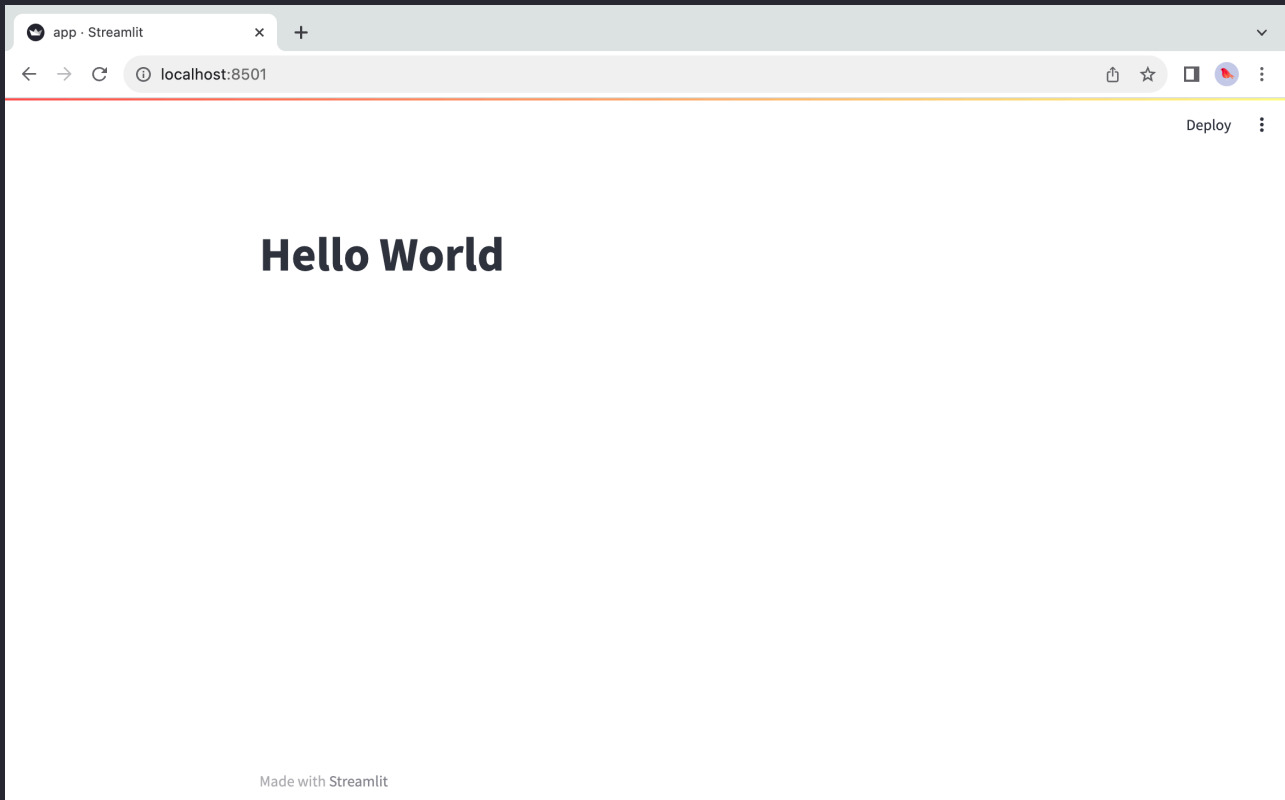 app · Streamlit
localhost:8501
Deploy
Hello World
Made with Streamlit